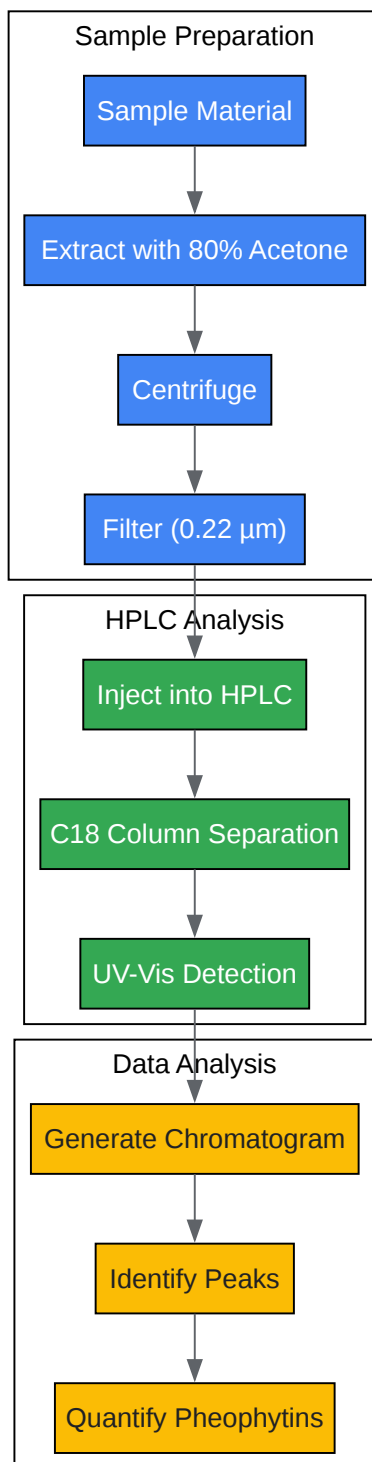 Sample Preparation
Sample Material
Extract with 80% Acetone
Centrifuge
Filter (0.22 µm)
HPLC Analysis
Inject into HPLC
C18 Column Separation
UV-Vis Detection
Data Analysis
Generate Chromatogram
Identify Peaks
Quantify Pheophytins